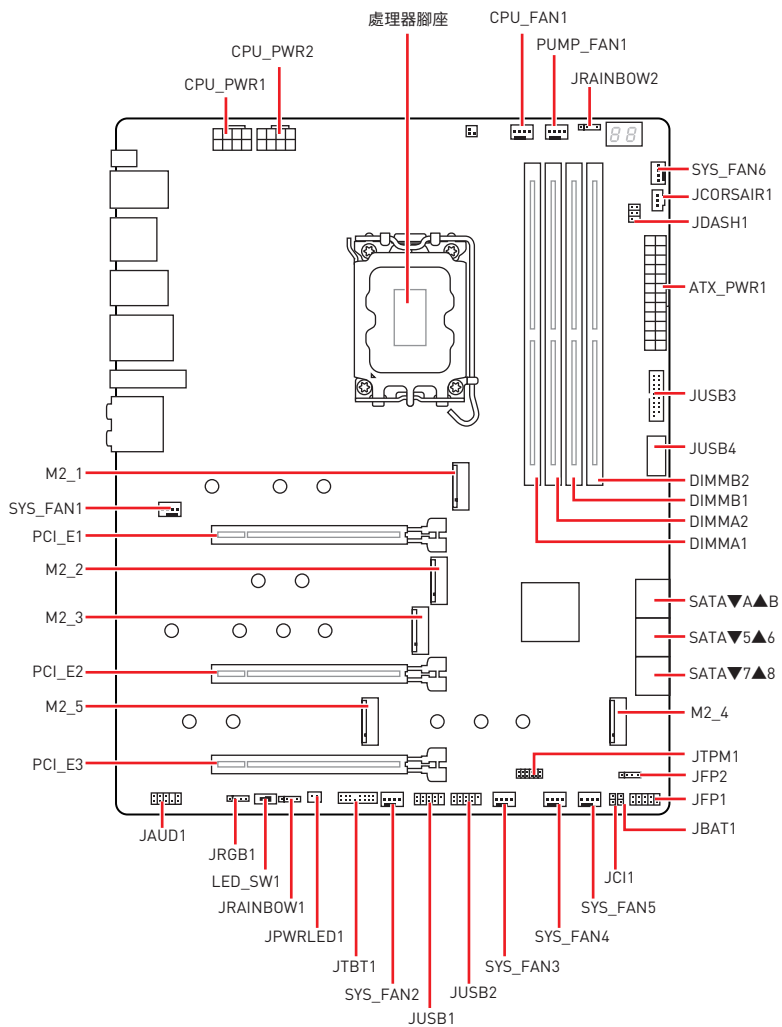 處理器腳座
CPU_FAN1
PUMP_FAN1
JRAINBOW2
CPU_PWR2
CPU_PWR1
88
SYS_FAN6
JCORSAIR1
JDASH1
ATX_PWR1
JUSB3
JUSB4
DIMMB2
DIMMB1
DIMMA2
DIMMA1
M2_1
SYS_FAN1
PCI_E1
M2_2
M2_3
PCI_E2
M2_5
PCI_E3
SATA▼A▲B
SATA▼5▲6
SATA▼7▲8
M2_4
JTPM1
JFP2
JFP1
JBAT1
JAUD1
JRGB1
LED_SW1
JRAINBOW1
JPWRLED1
JTBT1
SYS_FAN2
JUSB1
JUSB2
SYS_FAN3
SYS_FAN4
SYS_FAN5
JCI1